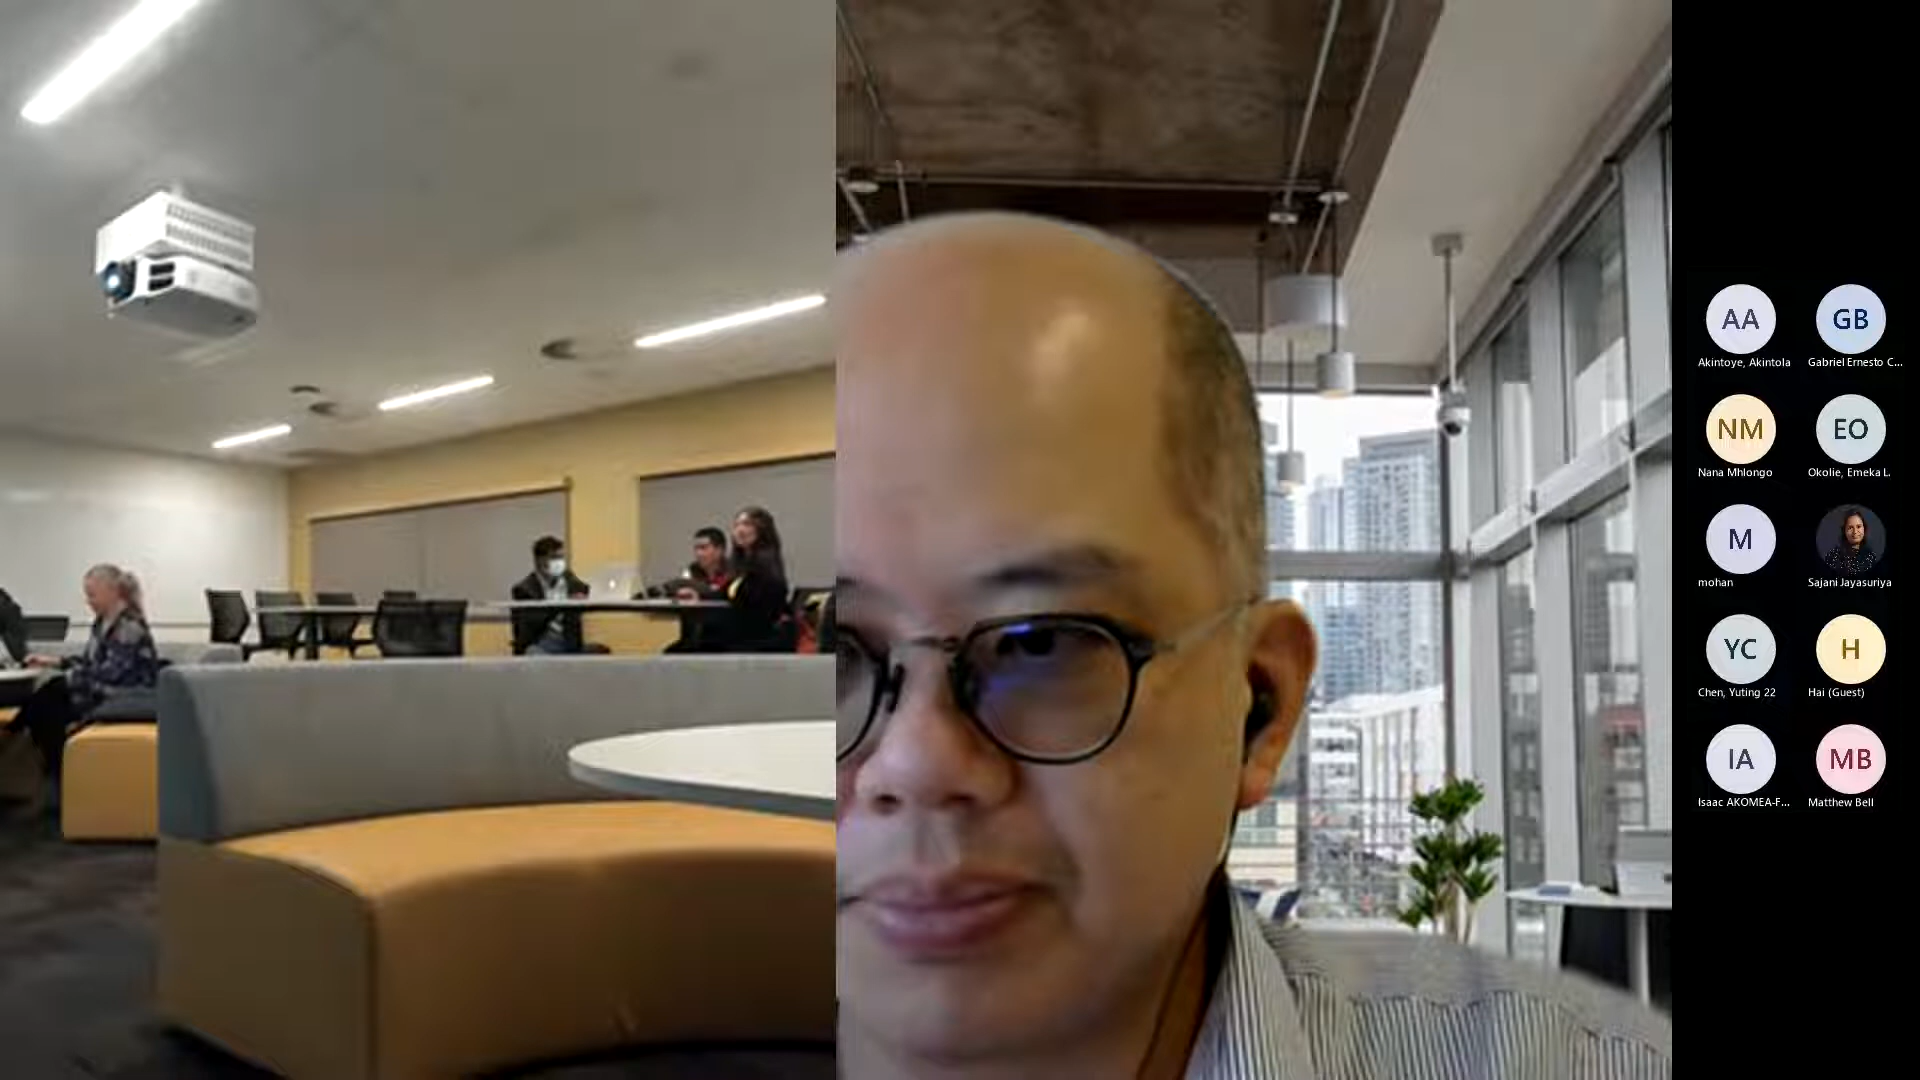 AA
GB
Akintoye, Akintola
Gabriel Ernesto C...
NM
EO
Nana Mhlongo
Okolie, Emeka L.
M
mohan
Sajani Jayasuriya
YC
H
Chen, Yuting 22
Hai (Guest)
IA
MB
Isaac AKOMEA-F...
Matthew Bell